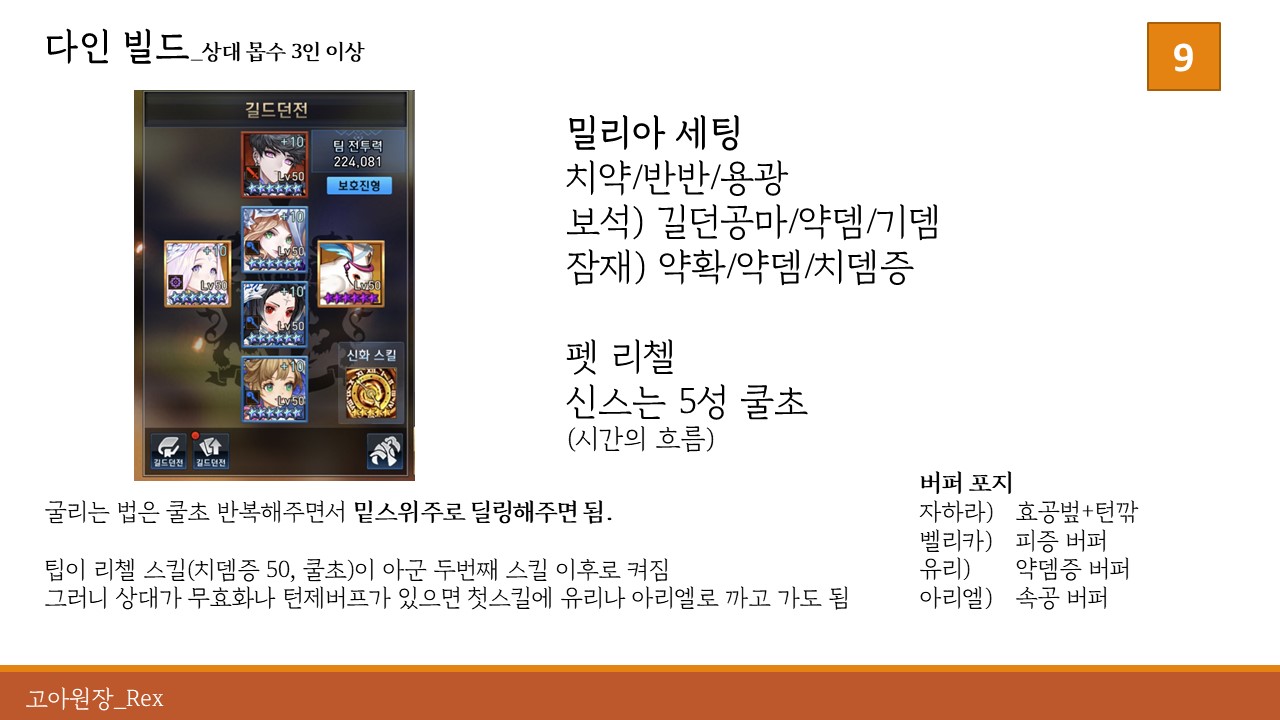 다인 빌드_상대 몹수 3인 이상
9
길드던전
팀 전투력
224,081
보호진형
+10
Lv50
+10
Lv50
+10
Lv50
Lv50
+10
Lv50
+10
Lv50
신화 스킬
길드던전
길드던전
밀리아 세팅
치약/반반/용광
보석) 길던공마/약뎀/기뎀
잠재) 약확/약뎀/치뎀증
펫 리첼
신스는 5성 쿨초
(시간의 흐름)
굴리는 법은 쿨초 반복해주면서 밑스위주로 딜링해주면 됨.
팁이 리첼 스킬(치뎀증 50, 쿨초)이 아군 두번째 스킬 이후로 켜짐
그러니 상대가 무효화나 턴제버프가 있으면 첫스킬에 유리나 아리엘로 까고 가도 됨
버퍼 포지
자하라) 효공벞+턴깎
벨리카) 피증 버퍼
유리) 약뎀증 버퍼
아리엘) 속공 버퍼
고아원장_Rex